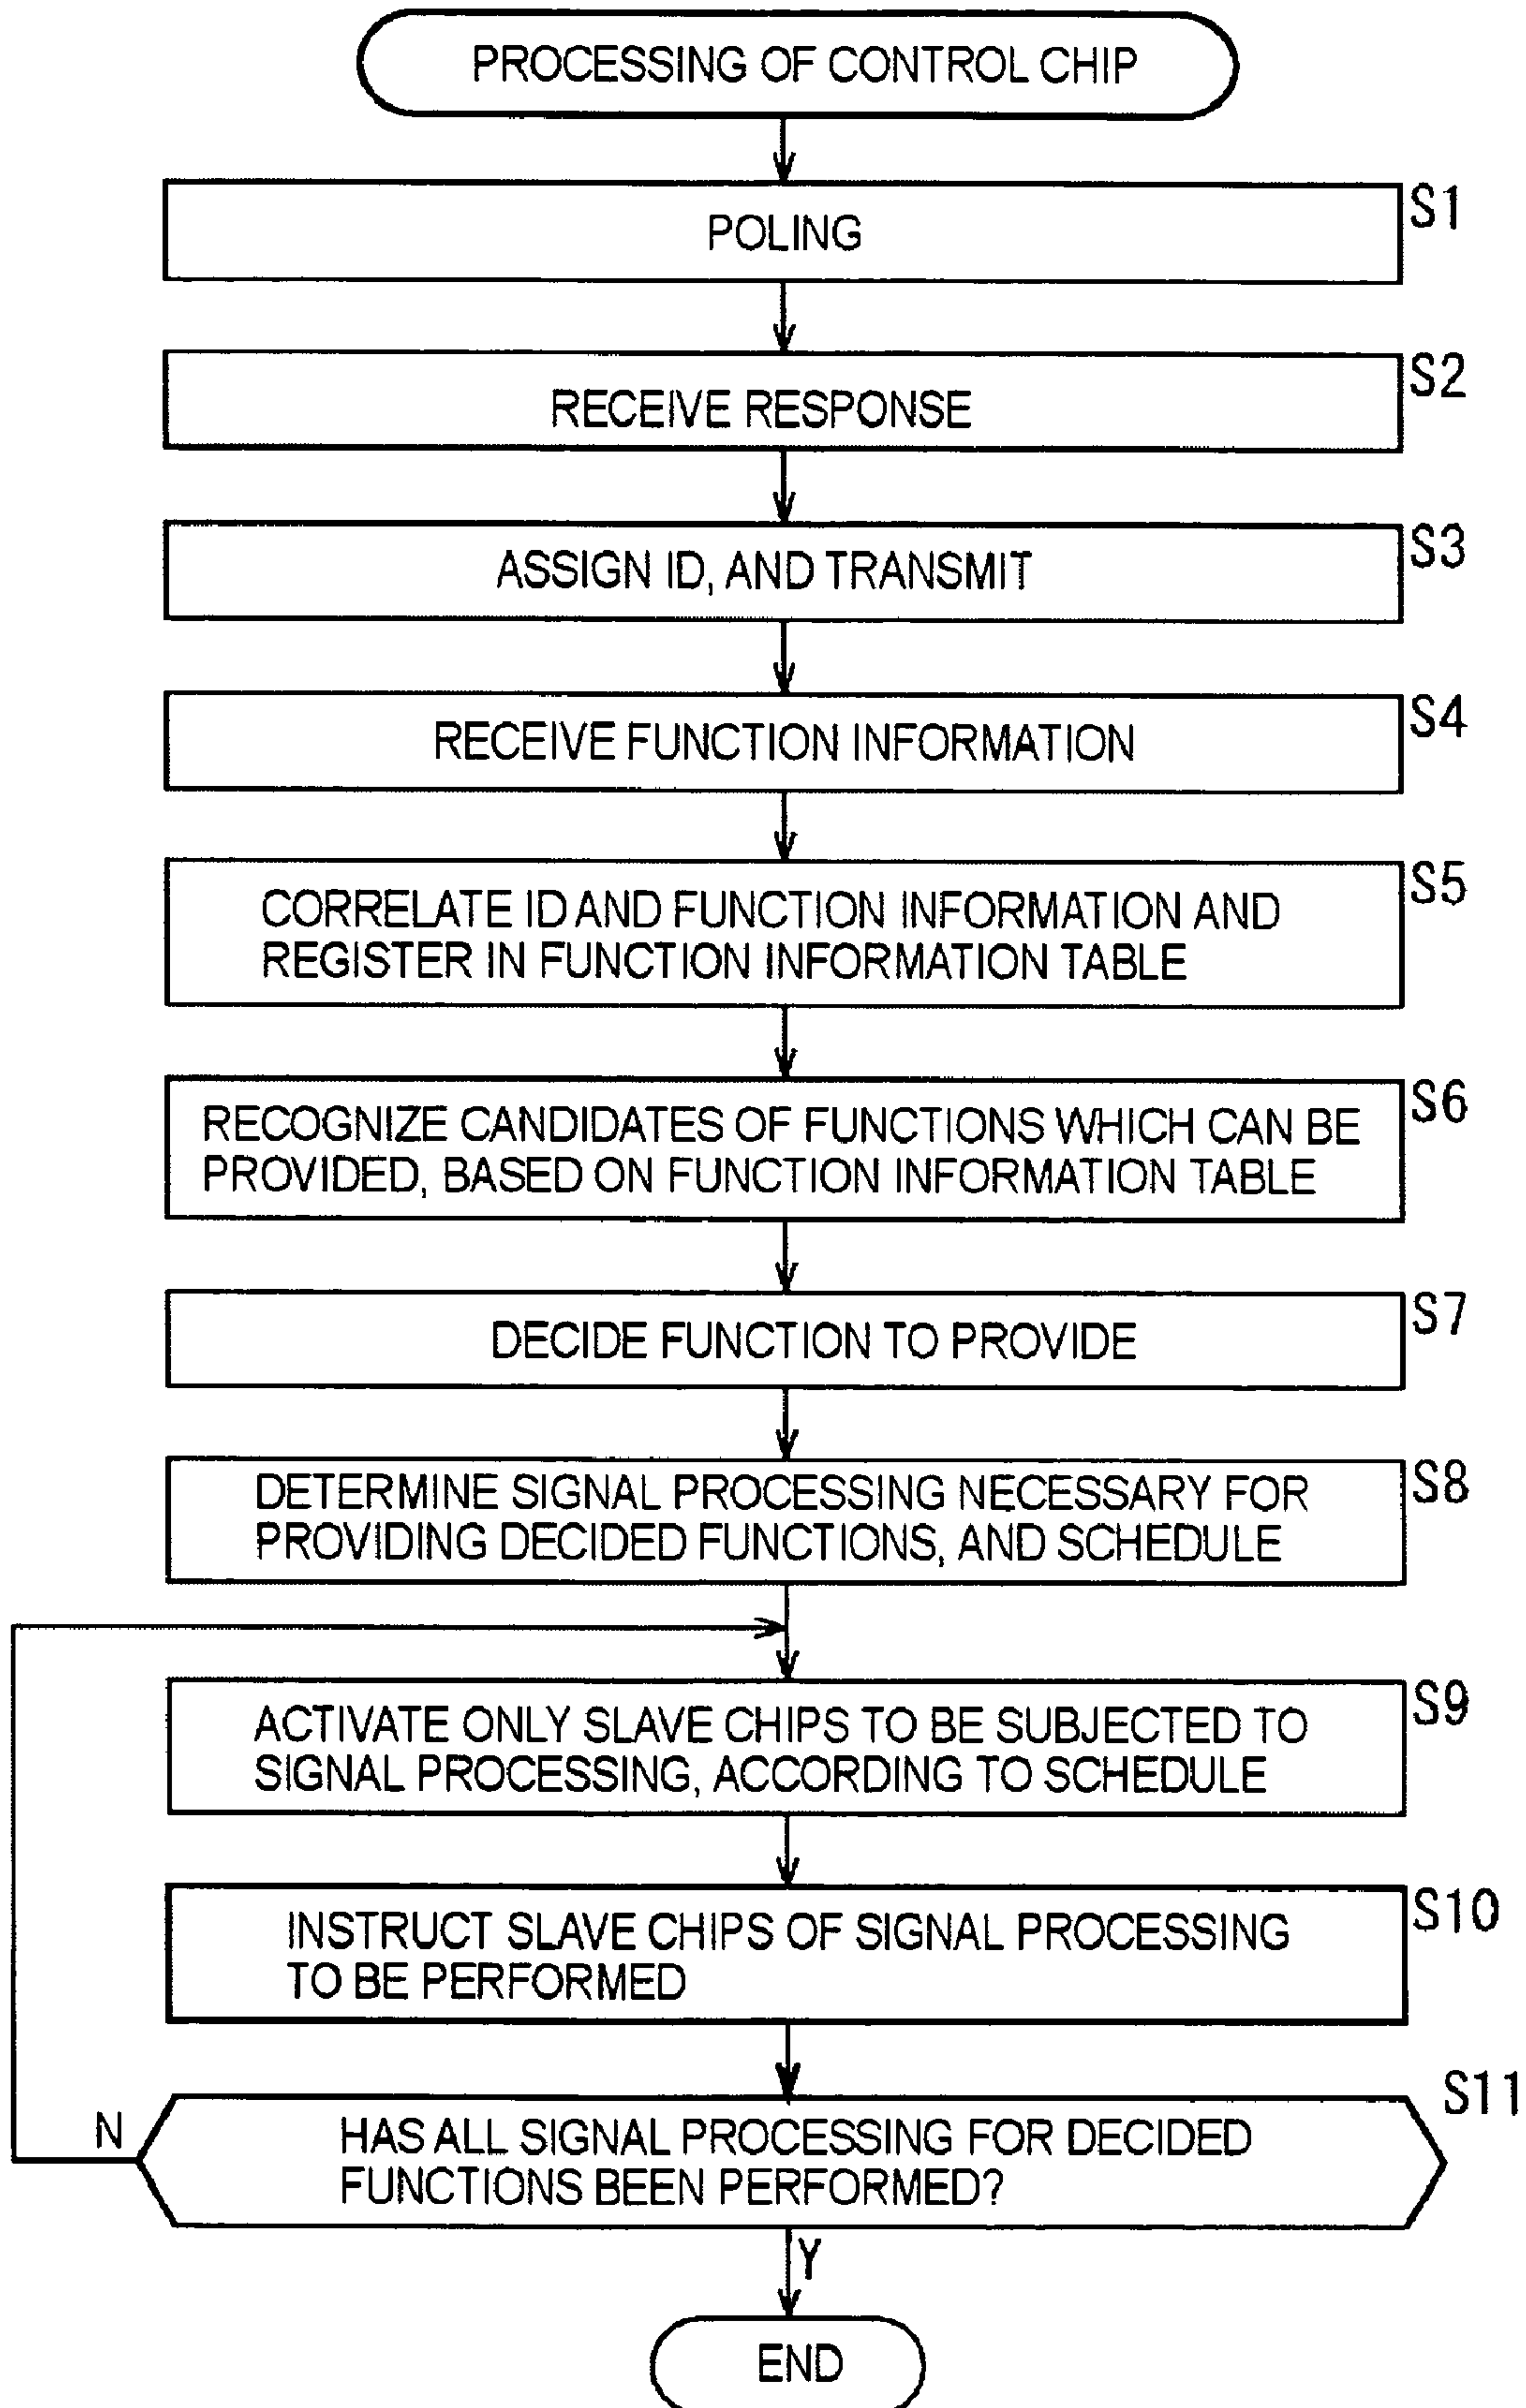 PROCESSING OF CONTROL CHIP
S1
POLING
S2
RECEIVE RESPONSE
S3
ASSIGN ID, AND TRANSMIT
S4
RECEIVE FUNCTION INFORMATION
S5
CORRELATE ID AND FUNCTION INFORMATION AND
REGISTER IN FUNCTION INFORMATION TABLE
S6
RECOGNIZE CANDIDATES OF FUNCTIONS WHICH CAN BE
PROVIDED, BASED ON FUNCTION INFORMATION TABLE
S7
DECIDE FUNCTION TO PROVIDE
S8
DETERMINE SIGNAL PROCESSING NECESSARY FOR
PROVIDING DECIDED FUNCTIONS, AND SCHEDULE
S9
ACTIVATE ONLY SLAVE CHIPS TO BE SUBJECTED TO
SIGNAL PROCESSING, ACCORDING TO SCHEDULE
S10
INSTRUCT SLAVE CHIPS OF SIGNAL PROCESSING
TO BE PERFORMED
S11
N
HAS ALL SIGNAL PROCESSING FOR DECIDED
FUNCTIONS BEEN PERFORMED?
Y
END